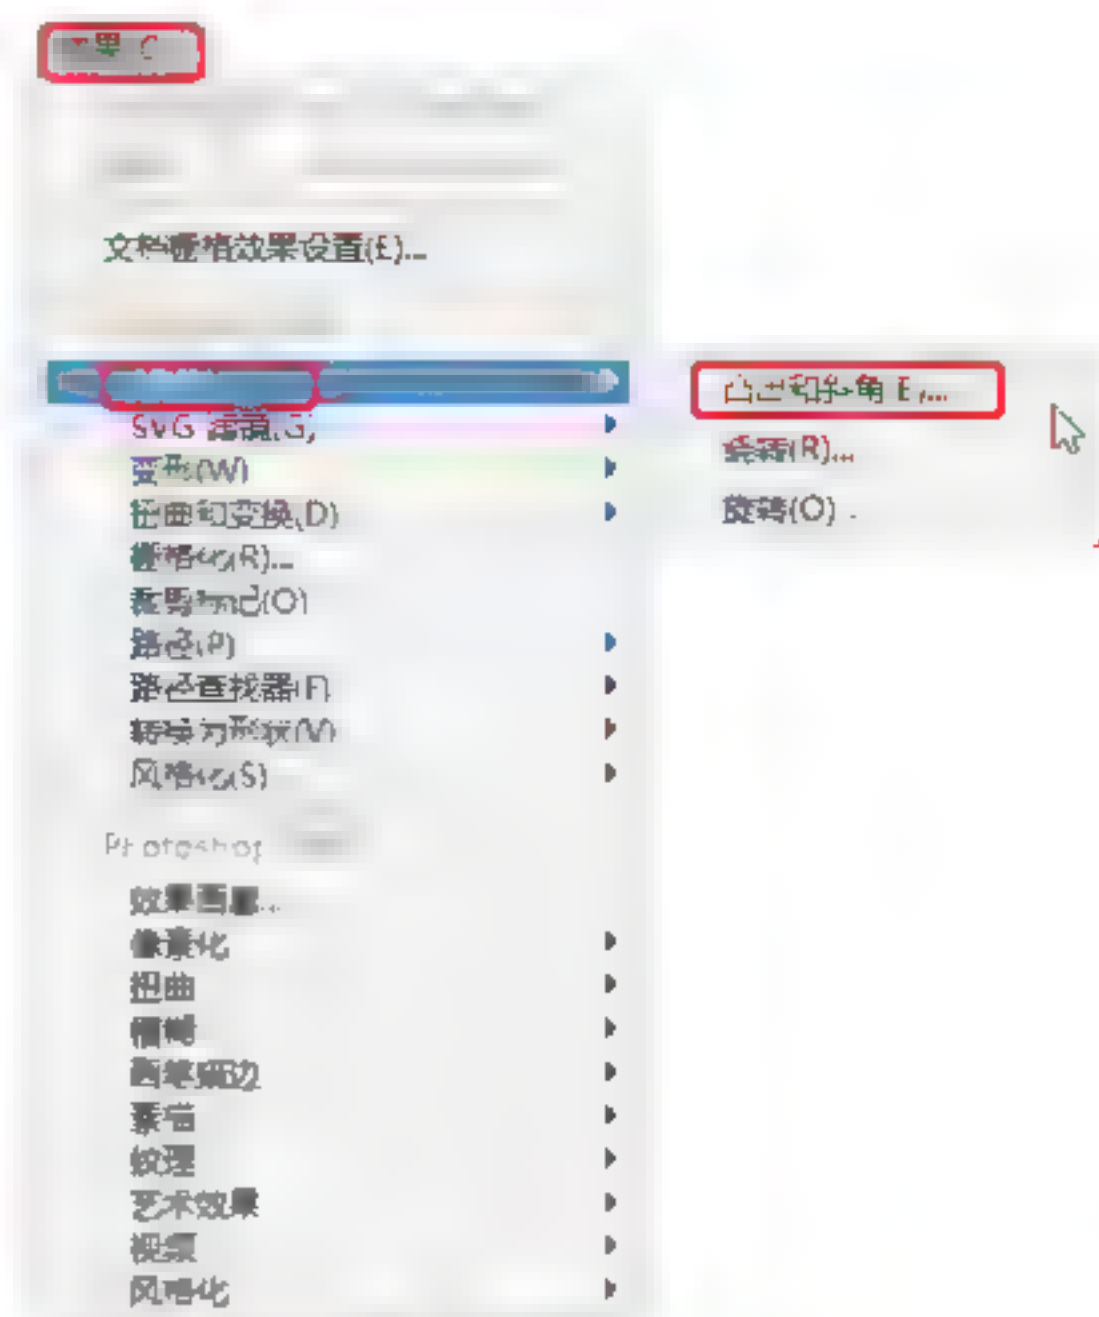 效果(C)
文档栅格效果设置(E)...
SVG 滤镜(G)
变形(W)
扭曲和变换(D)
栅格化(R)...
裁剪标记(O)
路径(P)
路径查找器(F)
转换为形状(V)
风格化(S)
凸出和斜角(E)...
绕转(R)...
旋转(O)...
Photoshop
效果画廊...
像素化
扭曲
模糊
画笔描边
素描
纹理
艺术效果
视频
风格化